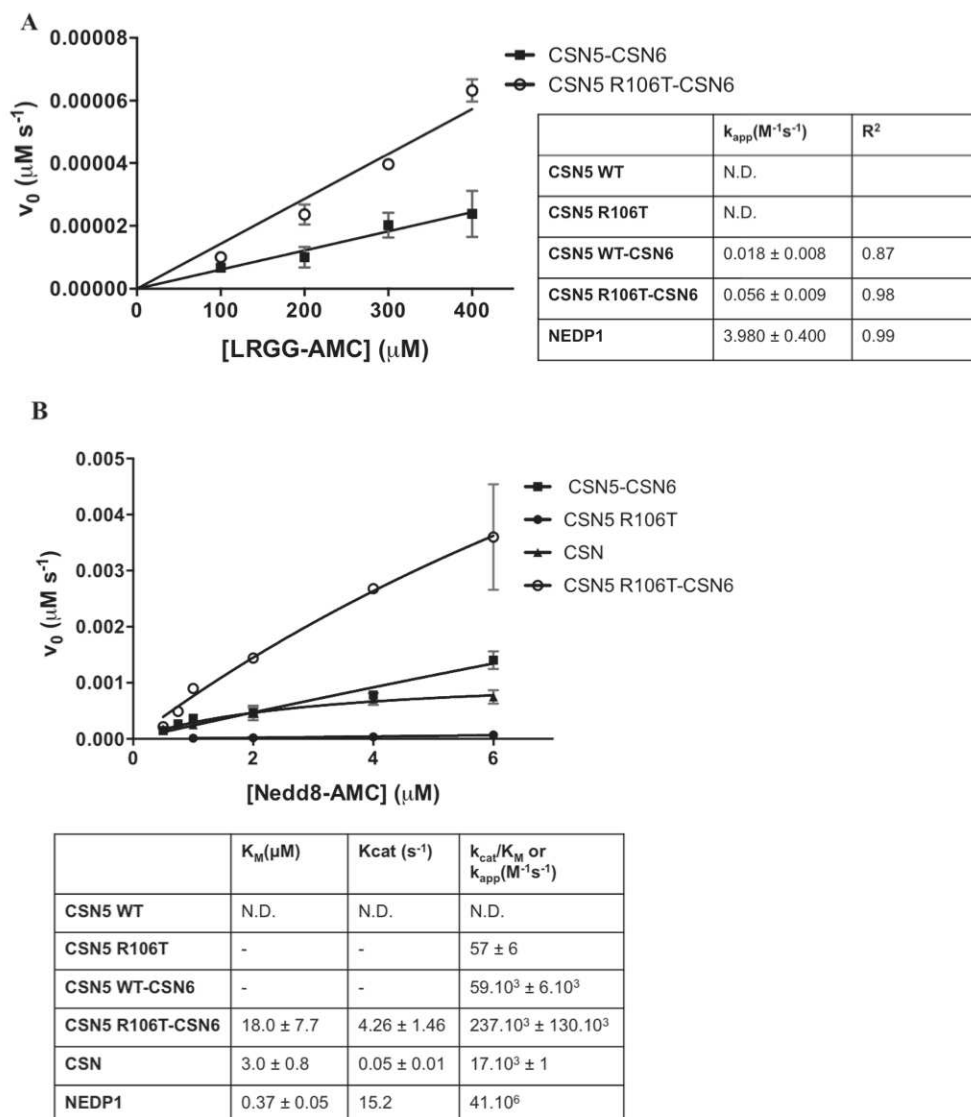 A
0.00008
0.00006
0.00004
0.00002
0.00000
v0 (μM s-1)
0 100 200 300 400
[LRGG-AMC] (μM)
CSN5-CSN6
CSN5 R106T-CSN6
kapp(M-1s-1) R2
CSN5 WT N.D.
CSN5 R106T N.D.
CSN5 WT-CSN6 0.018 ± 0.008 0.87
CSN5 R106T-CSN6 0.056 ± 0.009 0.98
NEDP1 3.980 ± 0.400 0.99
B
0.005
0.004
0.003
0.002
0.001
0.000
v0 (μM s-1)
0 2 4 6
[Nedd8-AMC] (μM)
CSN5-CSN6
CSN5 R106T
CSN
CSN5 R106T-CSN6
KM(μM) Kcat (s-1) kcat/KM or
kapp(M-1s-1)
CSN5 WT N.D. N.D. N.D.
CSN5 R106T - - 57 ± 6
CSN5 WT-CSN6 - - 59.10³ ± 6.10³
CSN5 R106T-CSN6 18.0 ± 7.7 4.26 ± 1.46 237.10³ ± 130.10³
CSN 3.0 ± 0.8 0.05 ± 0.01 17.10³ ± 1
NEDP1 0.37 ± 0.05 15.2 41.10⁶